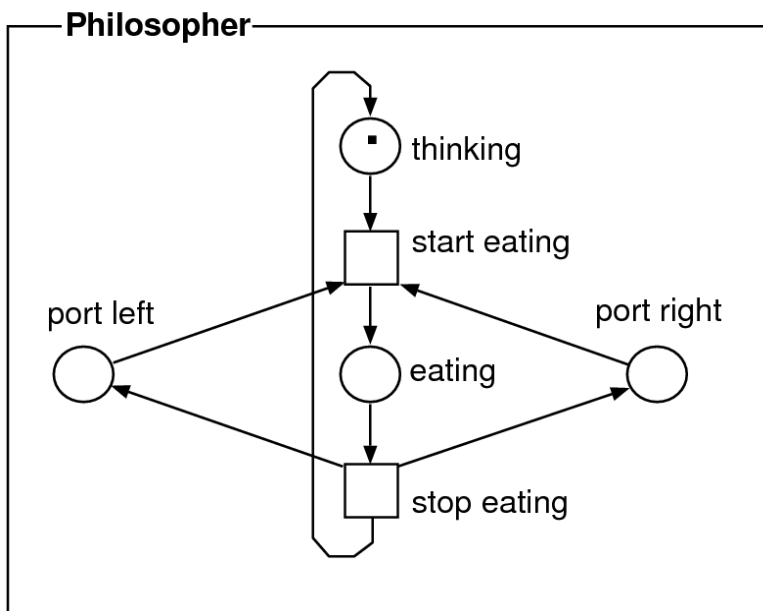 Philosopher
thinking
start eating
port left
port right
eating
stop eating